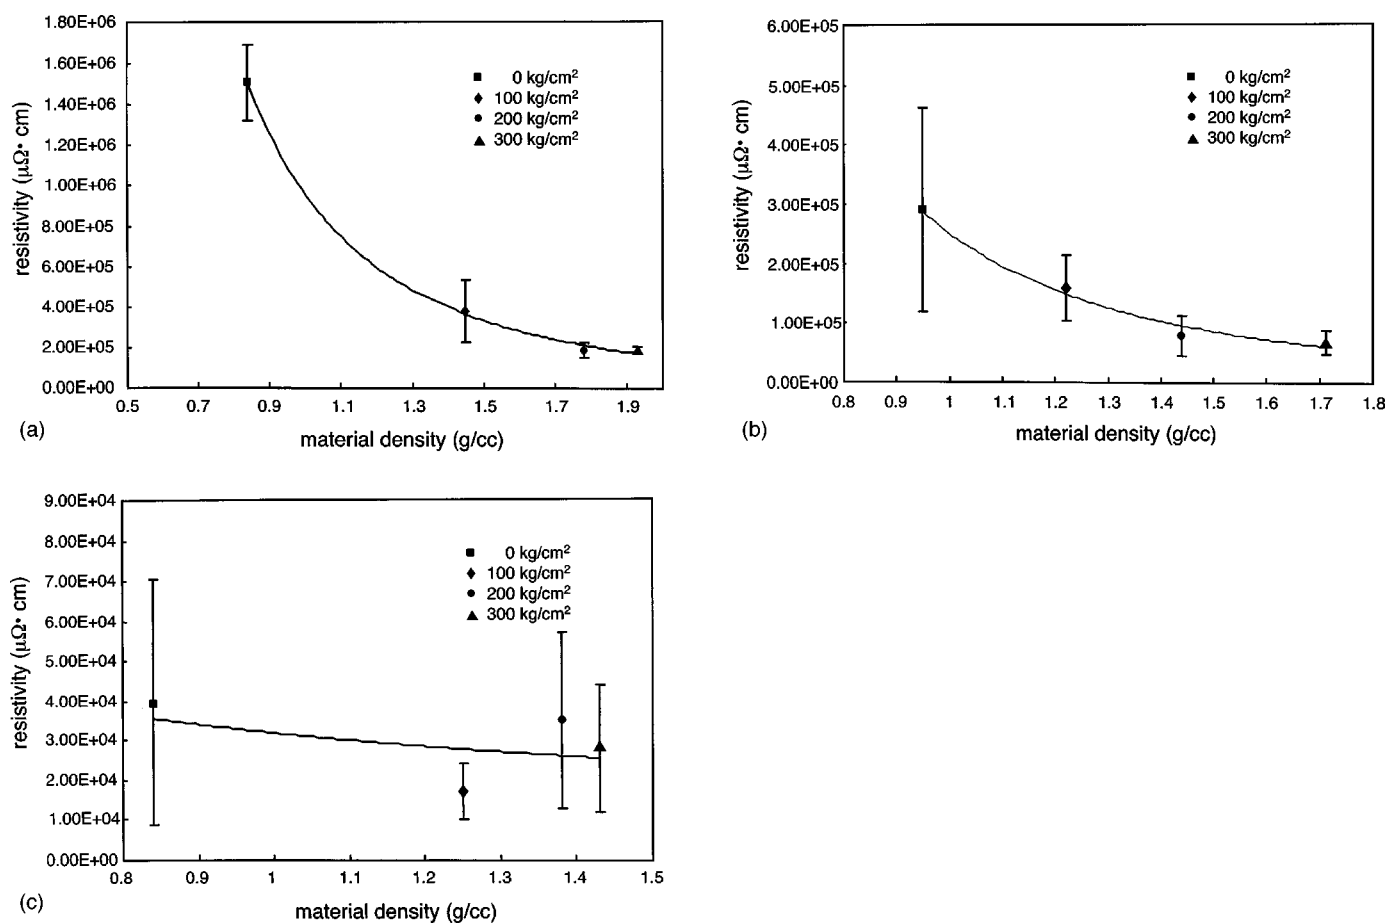 1.80E+06
1.60E+06
1.40E+06
1.20E+06
1.00E+06
8.00E+05
6.00E+05
4.00E+05
2.00E+05
0.00E+00
resistivity (μΩ• cm)
0 kg/cm²
100 kg/cm²
200 kg/cm²
300 kg/cm²
0.5 0.7 0.9 1.1 1.3 1.5 1.7 1.9
material density (g/cc)
(a)
6.00E+05
5.00E+05
4.00E+05
3.00E+05
2.00E+05
1.00E+05
0.00E+00
resistivity (μΩ• cm)
0 kg/cm²
100 kg/cm²
200 kg/cm²
300 kg/cm²
0.8 0.9 1 1.1 1.2 1.3 1.4 1.5 1.6 1.7 1.8
material density (g/cc)
(b)
9.00E+04
8.00E+04
7.00E+04
6.00E+04
5.00E+04
4.00E+04
3.00E+04
2.00E+04
1.00E+04
0.00E+00
resistivity (μΩ• cm)
0 kg/cm²
100 kg/cm²
200 kg/cm²
300 kg/cm²
0.8 0.9 1 1.1 1.2 1.3 1.4 1.5
material density (g/cc)
(c)